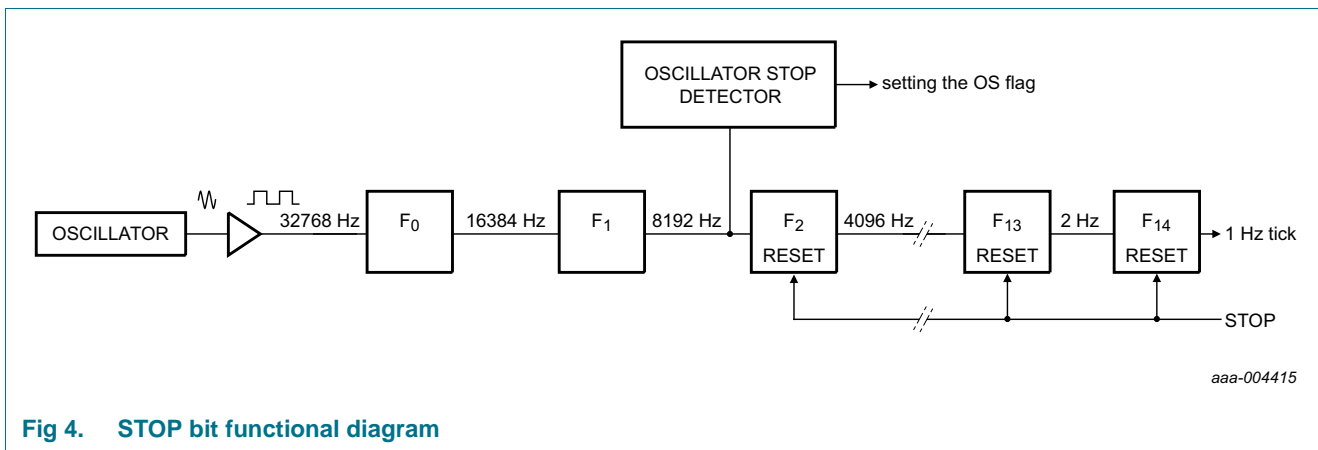 OSCILLATOR STOP
DETECTOR
setting the OS flag
OSCILLATOR
32768 Hz
F0
16384 Hz
F1
8192 Hz
F2
RESET
4096 Hz
F13
RESET
2 Hz
F14
RESET
1 Hz tick
STOP
aaa-004415
Fig 4. STOP bit functional diagram